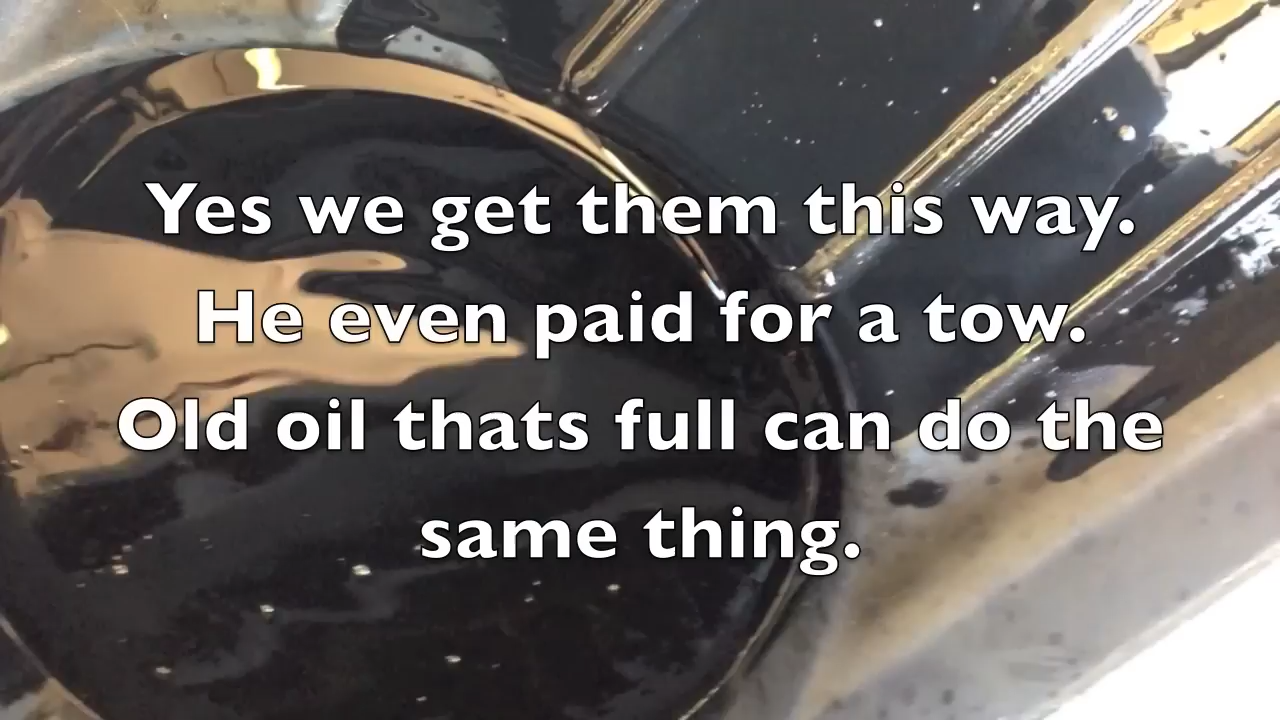 Yes we get them this way.
He even paid for a tow.
Old oil thats full can do the
same thing.